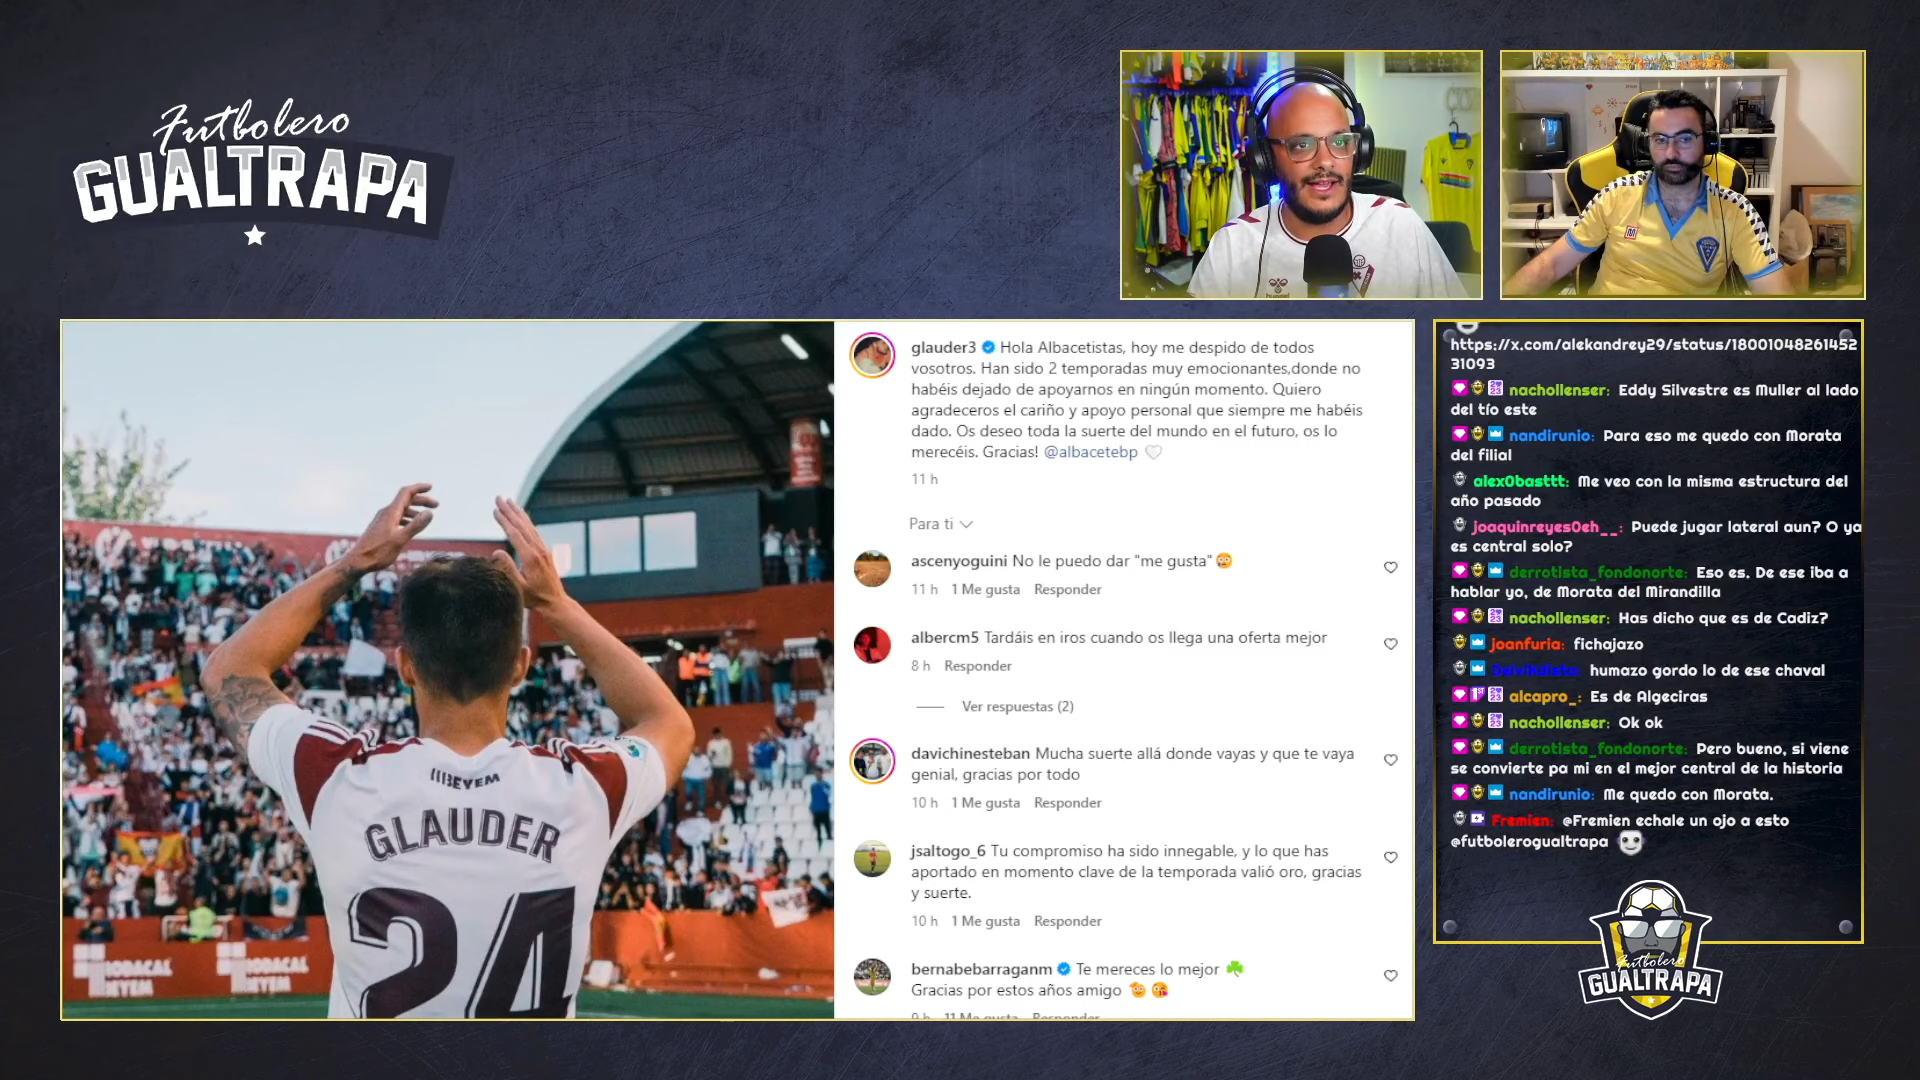 Futbolero
GUALTRAPA
glauder3 Hola Albacetistas, hoy me despido de todos
vosotros. Han sido 2 temporadas muy emocionantes,donde no
habéis dejado de apoyarnos en ningún momento. Quiero
agradeceros el cariño y apoyo personal que siempre me habéis
dado. Os deseo toda la suerte del mundo en el futuro, os lo
merecéis. Gracias! @albacetebp 🤍
11 h
Para ti
ascenyoguini No le puedo dar "me gusta"
11 h 1 Me gusta Responder
albercm5 Tardáis en iros cuando os llega una oferta mejor
8 h Responder
Ver respuestas (2)
davichinesteban Mucha suerte allá donde vayas y que te vaya
genial, gracias por todo
10 h 1 Me gusta Responder
jsaltogo_6 Tu compromiso ha sido innegable, y lo que has
aportado en momento clave de la temporada valió oro, gracias
y suerte.
10 h 1 Me gusta Responder
bernabebarraganm Te mereces lo mejor ☘️
Gracias por estos años amigo 🫡 😘
9 h 11 Me gusta Responder
IIIBEYEM
GLAUDER
24
https://x.com/alekandrey29/status/18001048261452
31093
nachollenser: Eddy Silvestre es Muller al lado
del tío este
nandirunio: Para eso me quedo con Morata
del filial
alex0basttt: Me veo con la misma estructura del
año pasado
joaquinreyes0eh__: Puede jugar lateral aun? O ya
es central solo?
derrotista_fondonorte: Eso es. De ese iba a
hablar yo, de Morata del Mirandilla
nachollenser: Has dicho que es de Cadiz?
joanfuria: fichajazo
humazo gordo lo de ese chaval
alcapro_: Es de Algeciras
nachollenser: Ok ok
derrotista_fondonorte: Pero bueno, si viene
se convierte pa mi en el mejor central de la historia
nandirunio: Me quedo con Morata.
Fremien: @Fremien echale un ojo a esto
@futbolerogualtrapa
Futbolero
GUALTRAPA